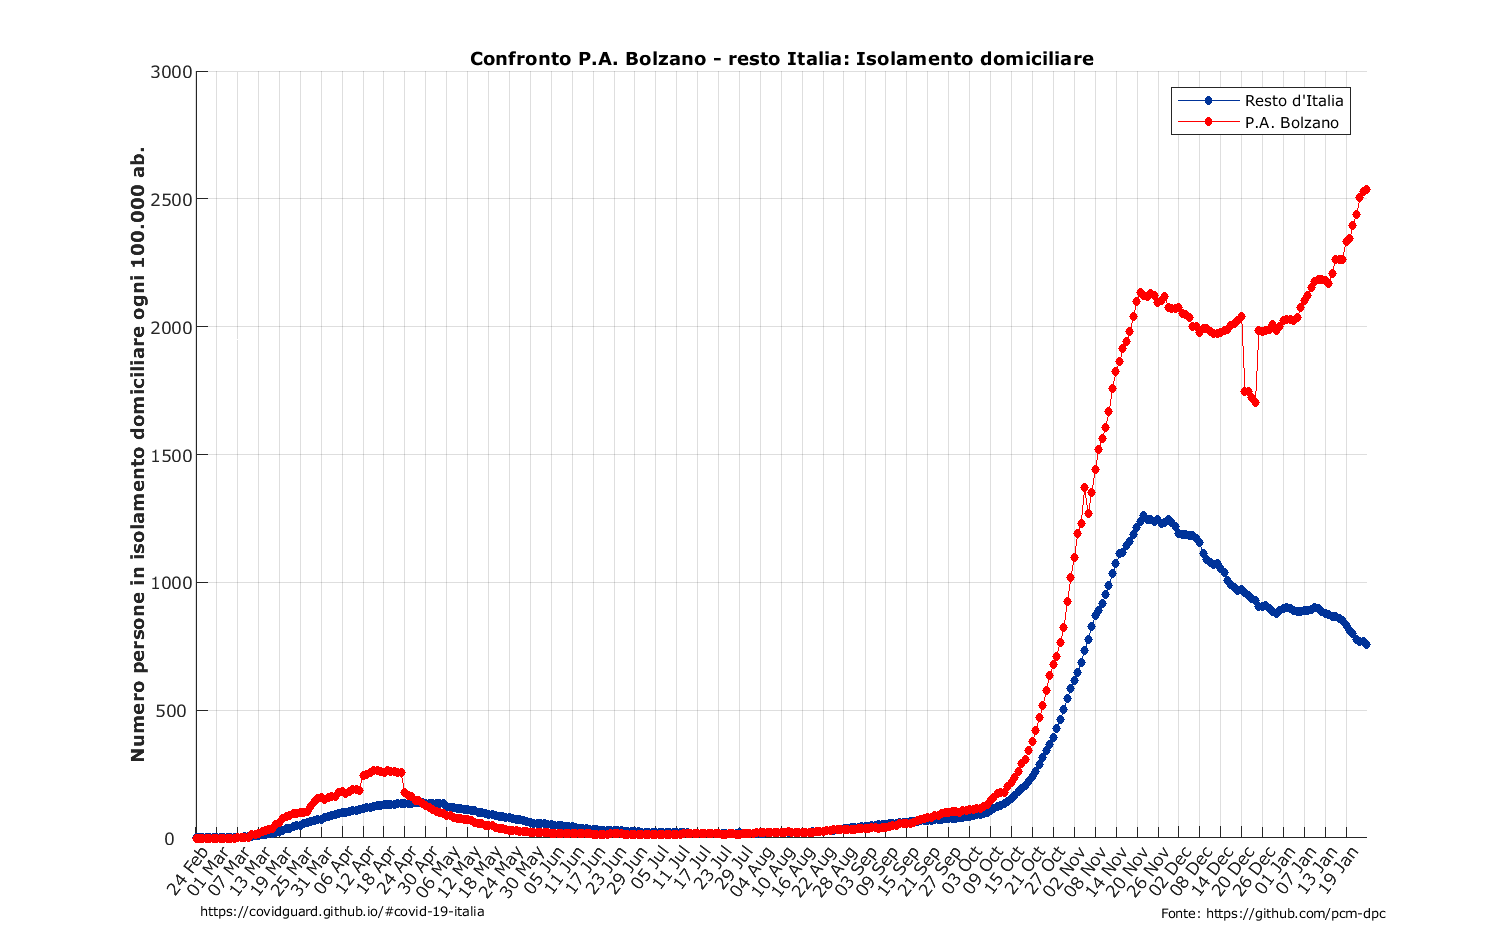 Confronto P.A. Bolzano - resto Italia: Isolamento domiciliare
Resto d'Italia
P.A. Bolzano
Numero persone in isolamento domiciliare ogni 100.000 ab.
3000
2500
2000
1500
1000
500
0
24 Feb
01 Mar
07 Mar
13 Mar
19 Mar
25 Mar
31 Mar
06 Apr
12 Apr
18 Apr
24 Apr
30 Apr
06 May
12 May
18 May
24 May
30 May
05 Jun
11 Jun
17 Jun
23 Jun
29 Jun
05 Jul
11 Jul
17 Jul
23 Jul
29 Jul
04 Aug
10 Aug
16 Aug
22 Aug
28 Aug
03 Sep
09 Sep
15 Sep
21 Sep
27 Sep
03 Oct
09 Oct
15 Oct
21 Oct
27 Oct
02 Nov
08 Nov
14 Nov
20 Nov
26 Nov
02 Dec
08 Dec
14 Dec
20 Dec
26 Dec
01 Jan
07 Jan
13 Jan
19 Jan
https://covidguard.github.io/#covid-19-italia
Fonte: https://github.com/pcm-dpc